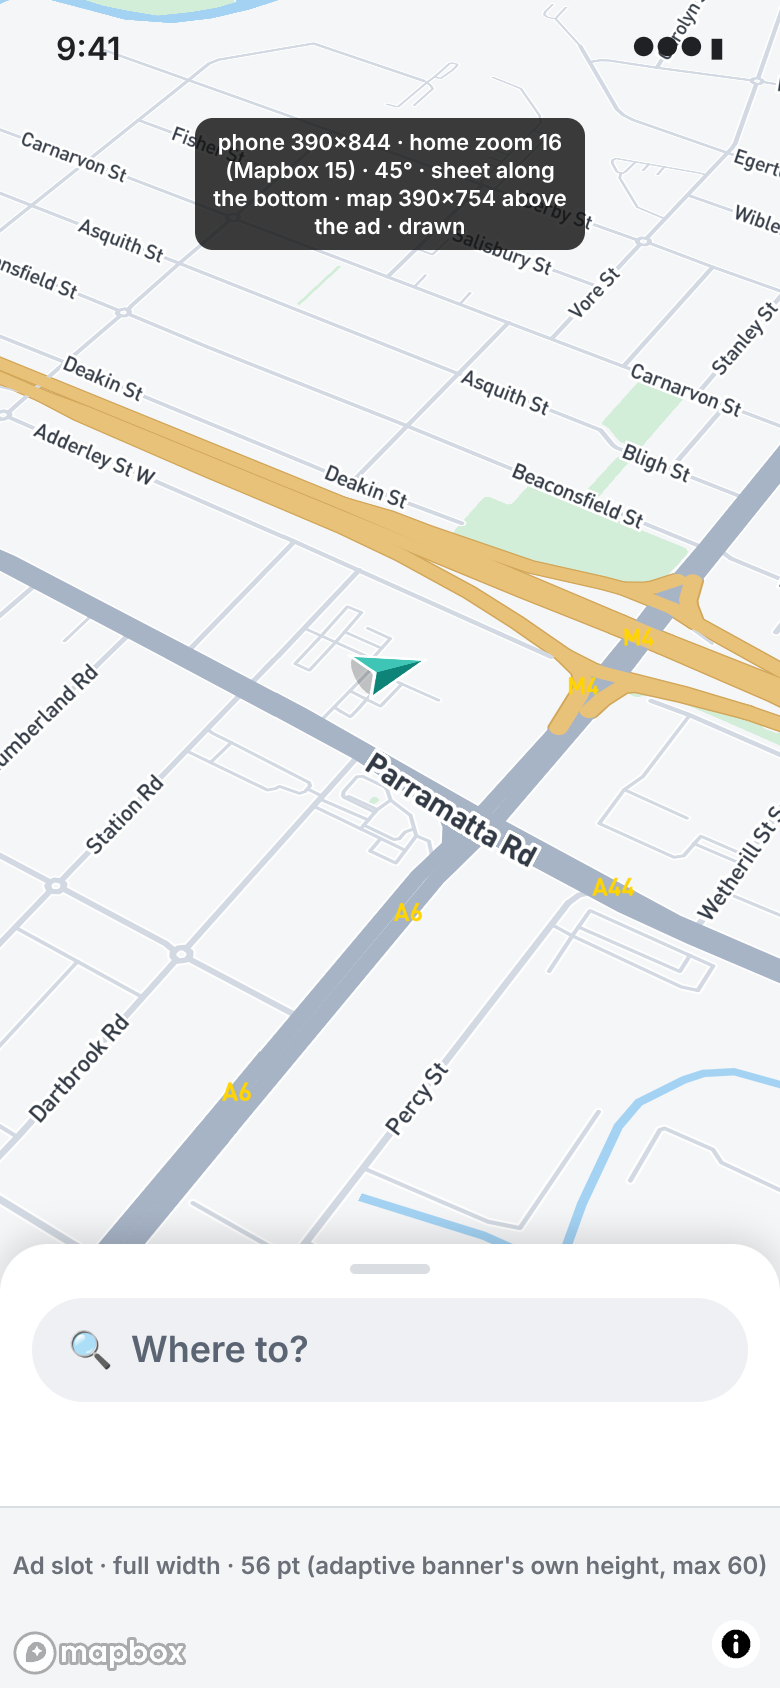 9:41
phone 390×844 · home zoom 16
(Mapbox 15) · 45° · sheet along
the bottom · map 390×754 above
the ad · drawn
Carnarvon St
Egert
Wible
Asquith St
Salisbury St
nsfield St
Vore St
Stanley St
Deakin St
Asquith St
Carnarvon St
Adderley St W
Bligh St
Deakin St
Beaconsfield St
M4
M4
umberland Rd
Station Rd
Parramatta Rd
Wetherill St S
A44
A6
Dartbrook Rd
A6
Percy St
Where to?
Ad slot · full width · 56 pt (adaptive banner's own height, max 60)
mapbox